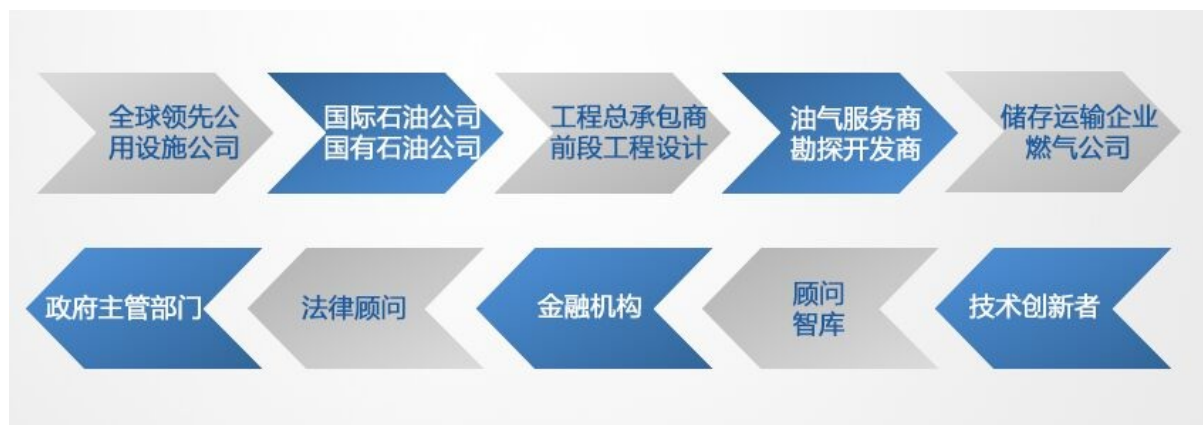 全球领先公
用设施公司
国际石油公司
国有石油公司
工程总承包商
前段工程设计
油气服务商
勘探开发商
储存运输企业
燃气公司
政府主管部门
法律顾问
金融机构
顾问
智库
技术创新者